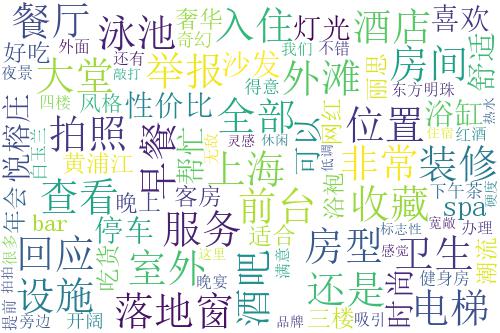 餐厅 泳池 奢华 奇幻 入住 灯光 酒店 喜欢
好吃 外面 还有 我们 不错 房间 舒适
夜景 大堂 敲打 举报 沙发 得意 外滩 丽思 东方明珠
四楼 风格 性价比 全部 灵感 休闲 可以 网红 浴缸 红酒 热水
悦榕庄 白玉兰 拍照 早餐 帮忙 无敌 低调 位置 住宿
黄浦江 上海 非常 装修
年会 查看 晚上 客房 前台 浴袍 收藏 下午茶 spa 硬度
bar 停车 服务 适合 房型 标志性 宽敞 办理
很多 回应 吃货 室外 这里 满意 感觉 卫生 潮流
拍拍 设施 晚宴 酒吧 还是 时尚 健身房
提前 旁边 开阔 落地窗 品牌 三楼 吸引 电梯